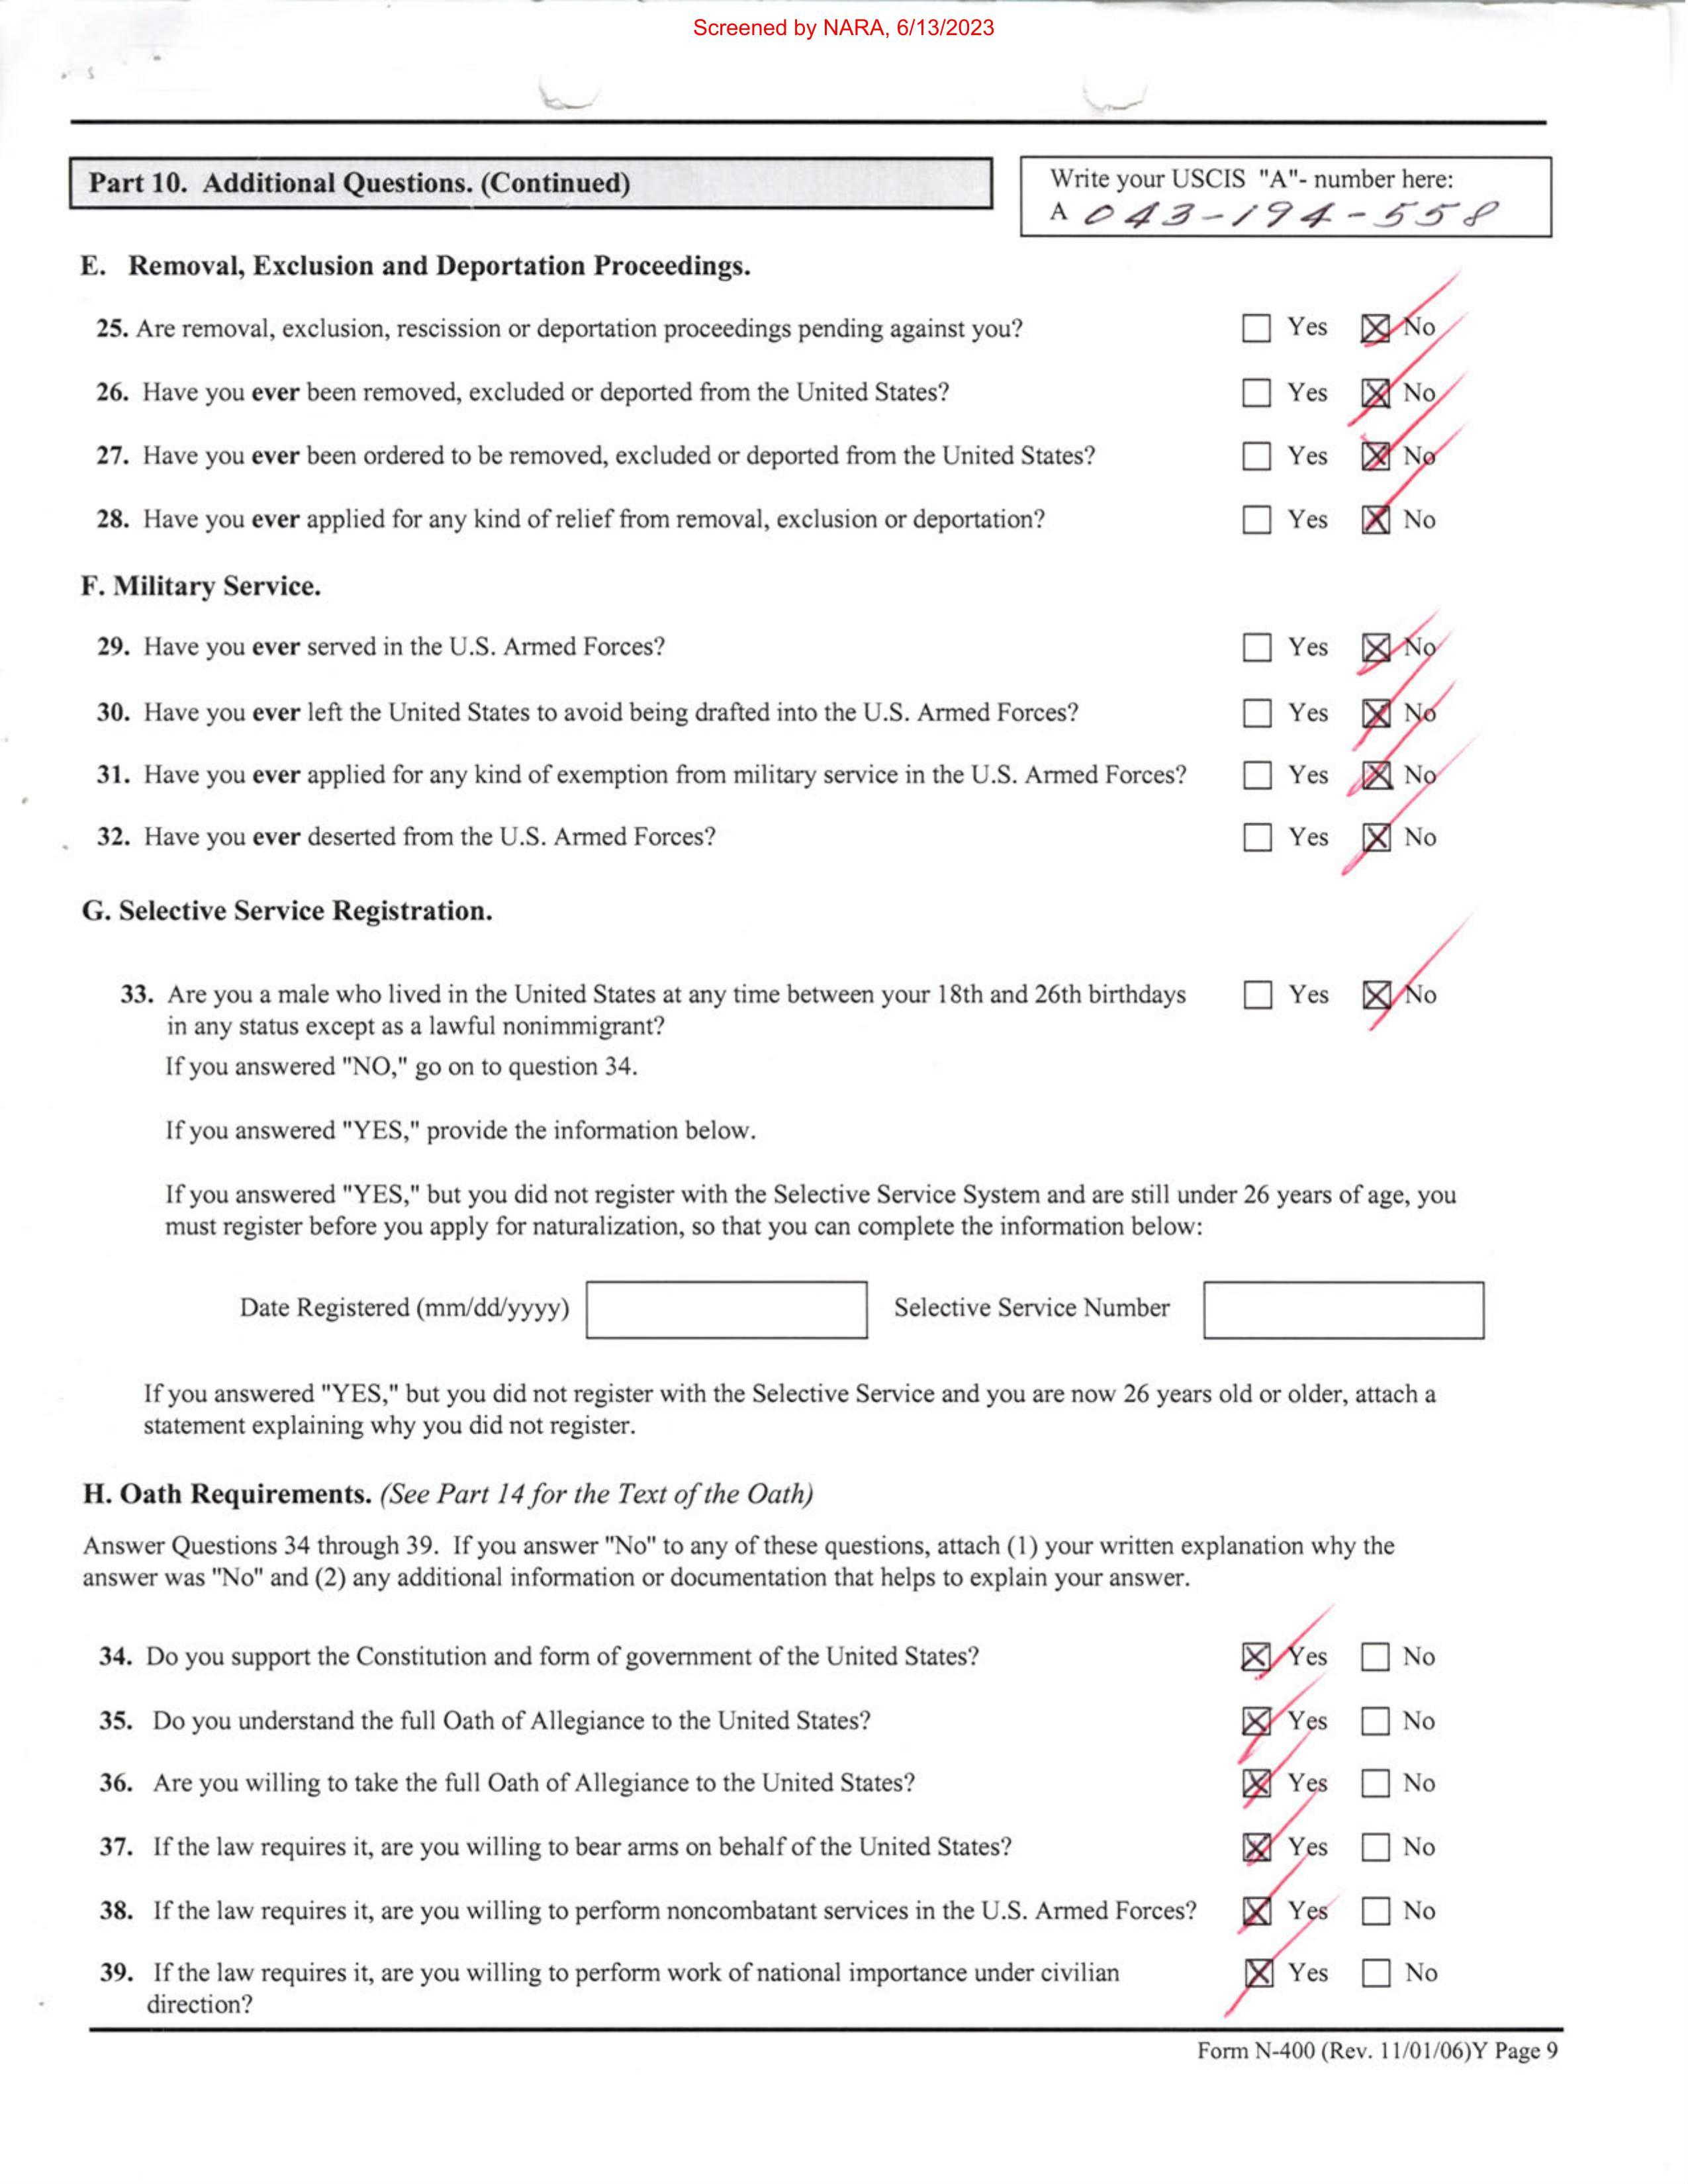 Screened by NARA, 6/13/2023
Part 10. Additional Questions. (Continued)
Write your USCIS "A"- number here:
A 043-194-558
E. Removal, Exclusion and Deportation Proceedings.
25. Are removal, exclusion, rescission or deportation proceedings pending against you? ☐ Yes ☒ No
26. Have you ever been removed, excluded or deported from the United States? ☐ Yes ☒ No
27. Have you ever been ordered to be removed, excluded or deported from the United States? ☐ Yes ☒ No
28. Have you ever applied for any kind of relief from removal, exclusion or deportation? ☐ Yes ☒ No
F. Military Service.
29. Have you ever served in the U.S. Armed Forces? ☐ Yes ☒ No
30. Have you ever left the United States to avoid being drafted into the U.S. Armed Forces? ☐ Yes ☒ No
31. Have you ever applied for any kind of exemption from military service in the U.S. Armed Forces? ☐ Yes ☒ No
32. Have you ever deserted from the U.S. Armed Forces? ☐ Yes ☒ No
G. Selective Service Registration.
33. Are you a male who lived in the United States at any time between your 18th and 26th birthdays ☐ Yes ☒ No
in any status except as a lawful nonimmigrant?
If you answered "NO," go on to question 34.
If you answered "YES," provide the information below.
If you answered "YES," but you did not register with the Selective Service System and are still under 26 years of age, you
must register before you apply for naturalization, so that you can complete the information below:
Date Registered (mm/dd/yyyy) Selective Service Number
If you answered "YES," but you did not register with the Selective Service and you are now 26 years old or older, attach a
statement explaining why you did not register.
H. Oath Requirements. (See Part 14 for the Text of the Oath)
Answer Questions 34 through 39. If you answer "No" to any of these questions, attach (1) your written explanation why the
answer was "No" and (2) any additional information or documentation that helps to explain your answer.
34. Do you support the Constitution and form of government of the United States? ☒ Yes ☐ No
35. Do you understand the full Oath of Allegiance to the United States? ☒ Yes ☐ No
36. Are you willing to take the full Oath of Allegiance to the United States? ☒ Yes ☐ No
37. If the law requires it, are you willing to bear arms on behalf of the United States? ☒ Yes ☐ No
38. If the law requires it, are you willing to perform noncombatant services in the U.S. Armed Forces? ☒ Yes ☐ No
39. If the law requires it, are you willing to perform work of national importance under civilian ☒ Yes ☐ No
direction?
Form N-400 (Rev. 11/01/06)Y Page 9